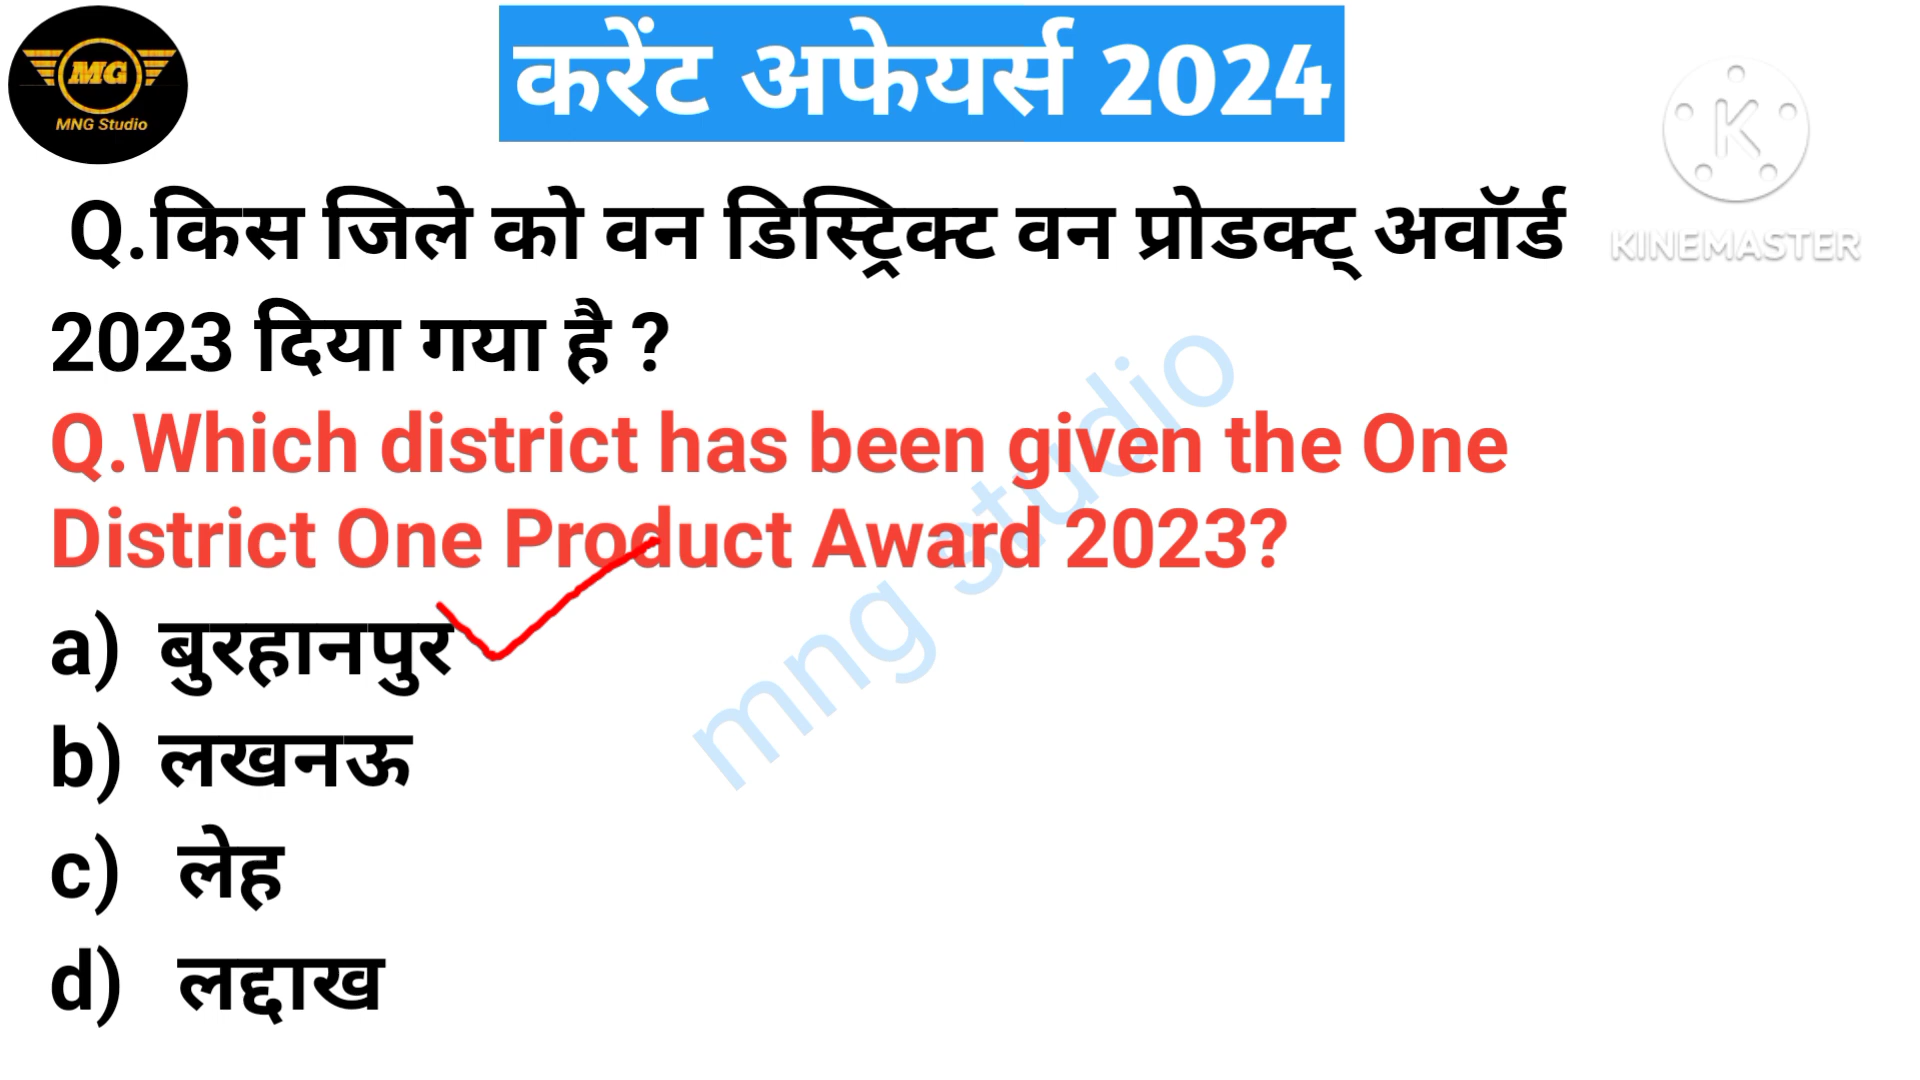 MG
MNG Studio
करेंट अफेयर्स 2024
K
KINEMASTER
Q.किस जिले को वन डिस्ट्रिक्ट वन प्रोडक्ट् अवॉर्ड
2023 दिया गया है ?
Q.Which district has been given the One
District One Product Award 2023?
a) बुरहानपुर
b) लखनऊ
c) लेह
d) लद्दाख
mng studio